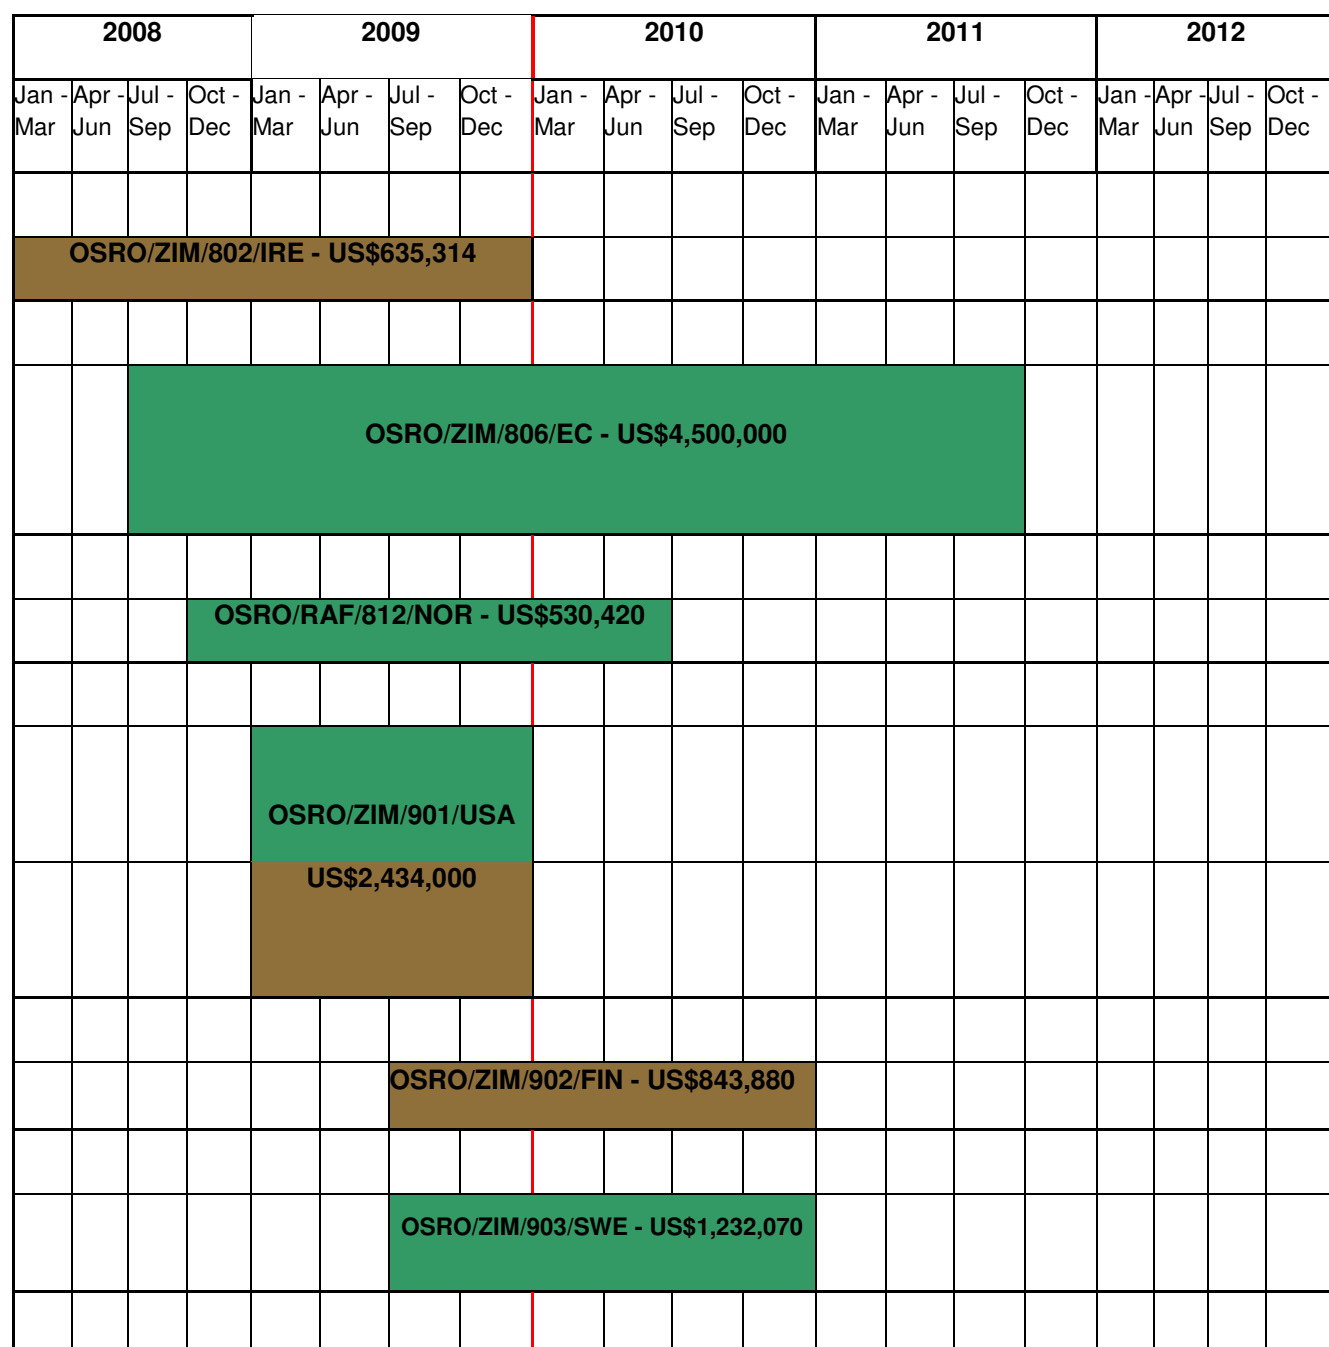 2008 2009 2010 2011 2012
Jan - Apr - Jul - Oct - Jan - Apr - Jul - Oct - Jan - Apr - Jul - Oct - Jan - Apr - Jul - Oct - Jan - Apr - Jul - Oct -
Mar Jun Sep Dec Mar Jun Sep Dec Mar Jun Sep Dec Mar Jun Sep Dec Mar Jun Sep Dec
OSRO/ZIM/802/IRE - US$635,314
OSRO/ZIM/806/EC - US$4,500,000
OSRO/RAF/812/NOR - US$530,420
OSRO/ZIM/901/USA
US$2,434,000
OSRO/ZIM/902/FIN - US$843,880
OSRO/ZIM/903/SWE - US$1,232,070